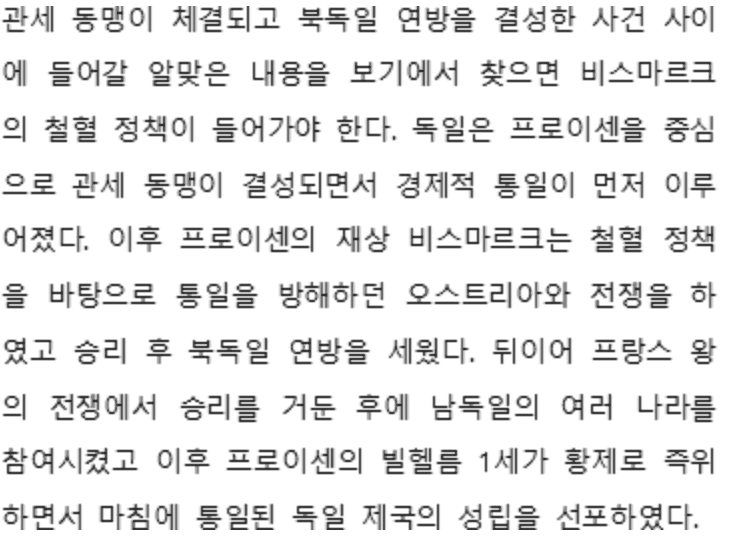 관세 동맹이 체결되고 북독일 연방을 결성한 사건 사이
에 들어갈 알맞은 내용을 보기에서 찾으면 비스마르크
의 철혈 정책이 들어가야 한다. 독일은 프로이센을 중심
으로 관세 동맹이 결성되면서 경제적 통일이 먼저 이루
어졌다. 이후 프로이센의 재상 비스마르크는 철혈 정책
을 바탕으로 통일을 방해하던 오스트리아와 전쟁을 하
였고 승리 후 북독일 연방을 세웠다. 뒤이어 프랑스 왕
의 전쟁에서 승리를 거둔 후에 남독일의 여러 나라를
참여시켰고 이후 프로이센의 빌헬름 1세가 황제로 즉위
하면서 마침에 통일된 독일 제국의 성립을 선포하였다.